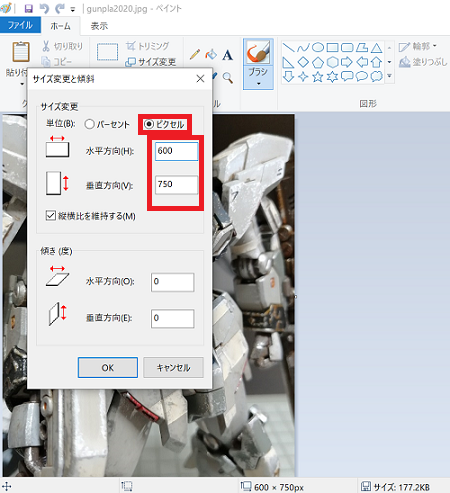 gunpla2020.jpg - ペイント
ファイル ホーム 表示
切り取り
コピー
貼り付
トリミング
サイズ変更
ブラシ
輪郭
塗りつぶし
図形
サイズ変更と傾斜
サイズ変更
単位(B): パーセント ピクセル
水平方向(H): 600
垂直方向(V): 750
縦横比を維持する(M)
傾き (度)
水平方向(O): 0
垂直方向(E): 0
OK キャンセル
600 × 750px サイズ: 177.2KB